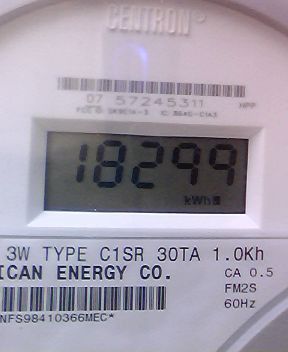 CENTRON®
07 57245311
18299
kWh
3W TYPE C1SR 30TA 1.0Kh
ICAN ENERGY CO.
CA 0.5
FM2S
60Hz
NFS98410366MEC*